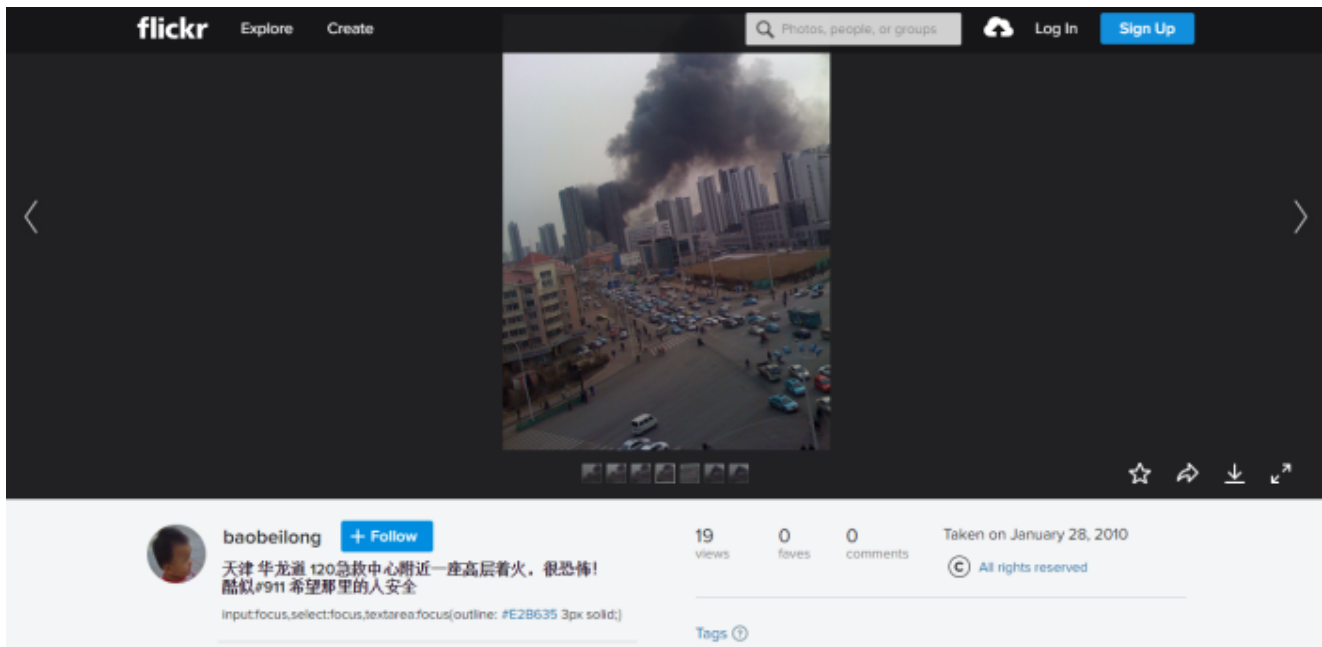 flickr Explore Create Photos, people, or groups Log In Sign Up
baobeilong + Follow
天津 华龙道 120急救中心附近一座高层着火，很恐怖！
酷似#911 希望那里的人安全
input:focus,select:focus,textarea:focus{outline: #E2B635 3px solid;}
19 views
0 faves
0 comments
Taken on January 28, 2010
All rights reserved
Tags